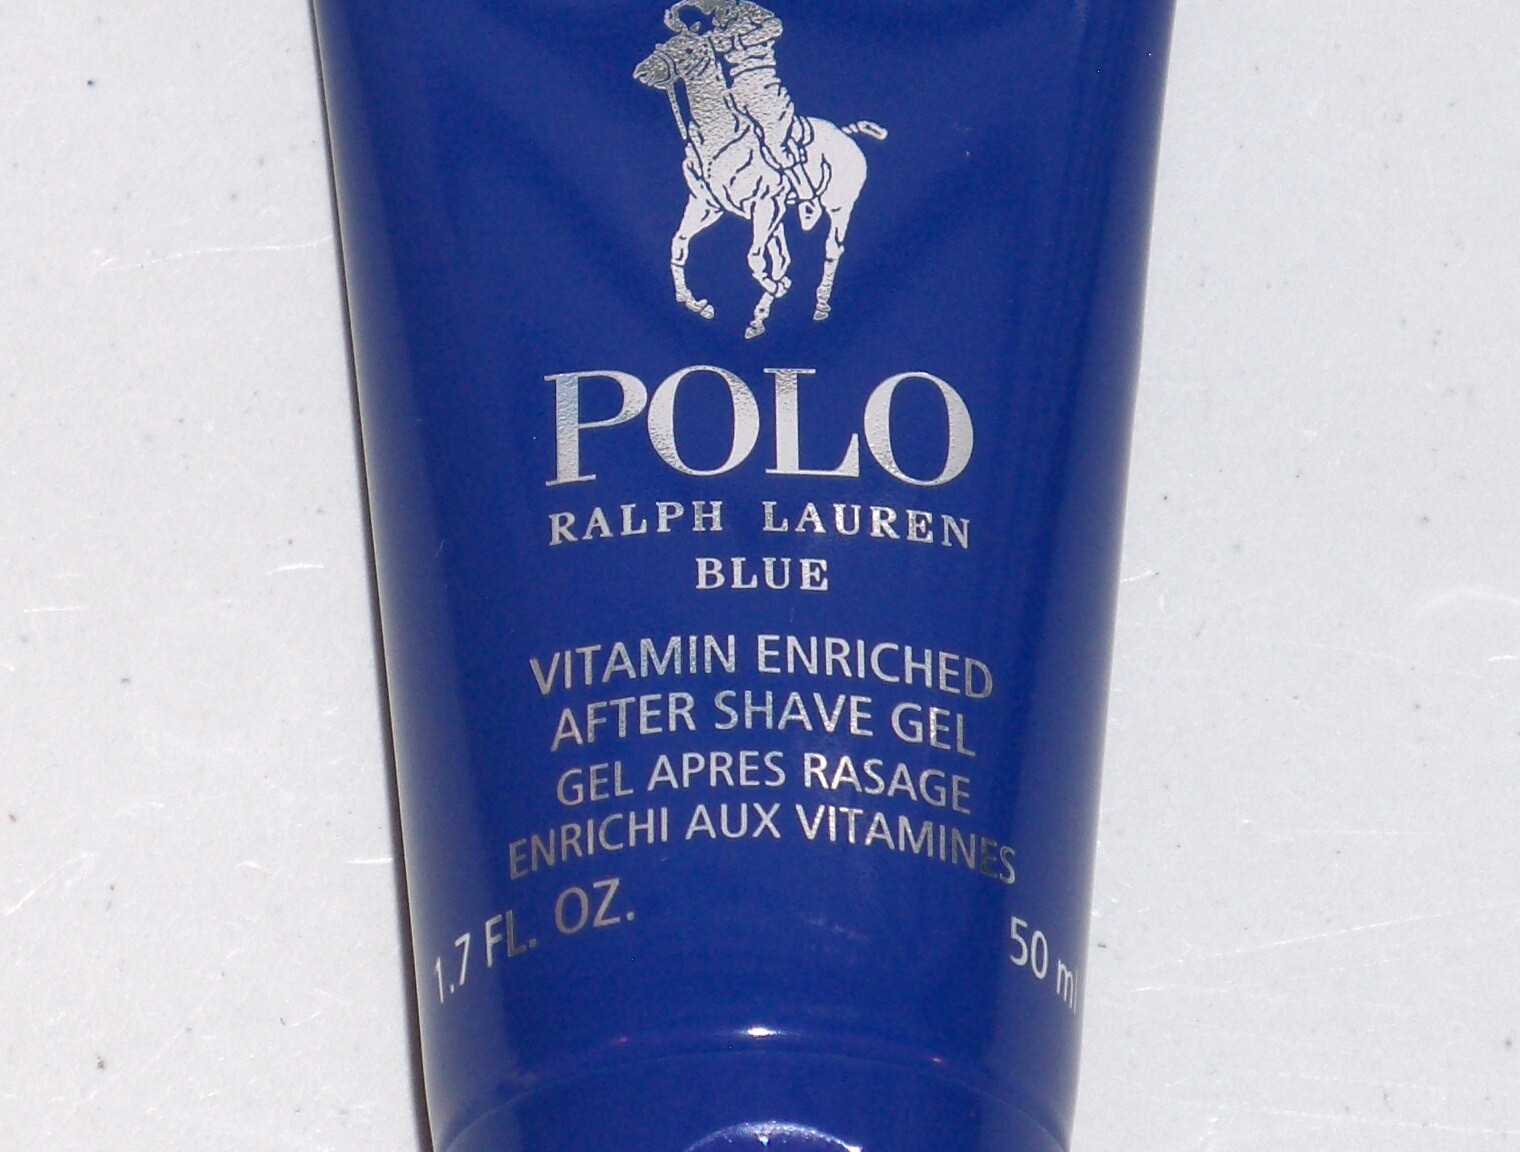 POLO
RALPH LAUREN
BLUE
VITAMIN ENRICHED
AFTER SHAVE GEL
GEL APRES RASAGE
ENRICHI AUX VITAMINES
1.7 FL. OZ. 50 ml